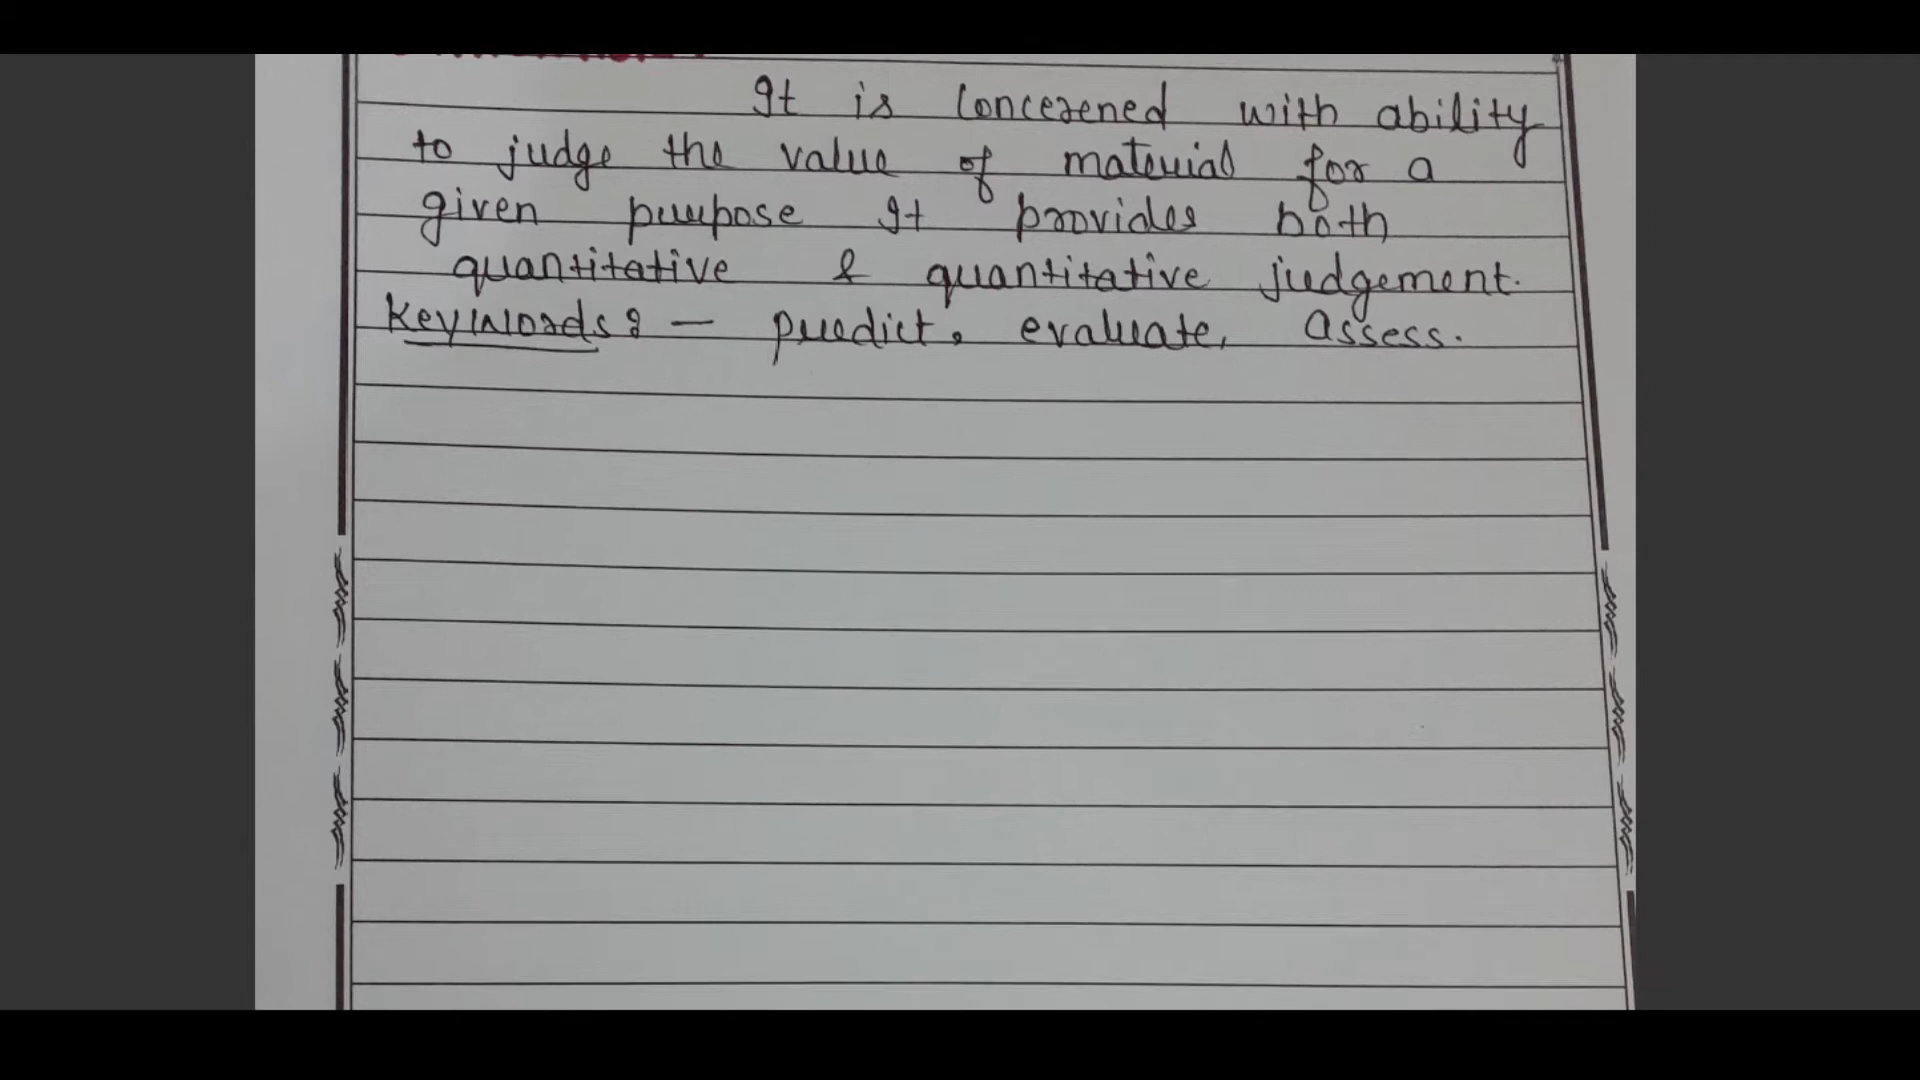 It is Concerened with ability
to judge the value of material for a
given purpose It provides both
quantitative & quantitative judgement.
Keywords : — predict, evaluate, Assess.